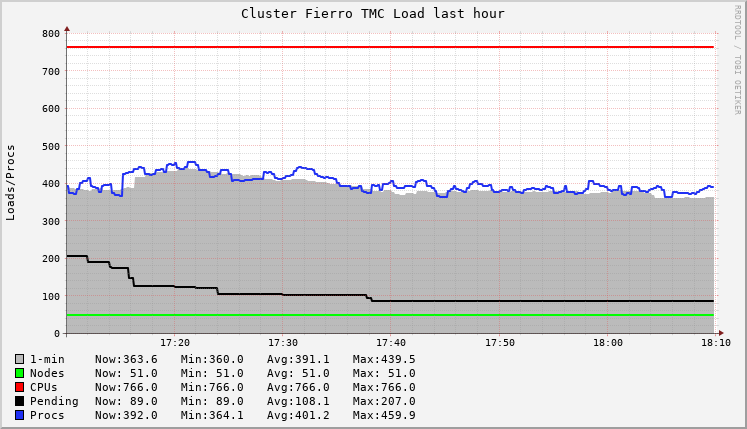 Cluster Fierro TMC Load last hour
RRDTOOL / TOBI OETIKER
Loads/Procs
800
700
600
500
400
300
200
100
0
17:20 17:30 17:40 17:50 18:00 18:10
1-min Now:363.6 Min:360.0 Avg:391.1 Max:439.5
Nodes Now: 51.0 Min: 51.0 Avg: 51.0 Max: 51.0
CPUs Now:766.0 Min:766.0 Avg:766.0 Max:766.0
Pending Now: 89.0 Min: 89.0 Avg:108.1 Max:207.0
Procs Now:392.0 Min:364.1 Avg:401.2 Max:459.9